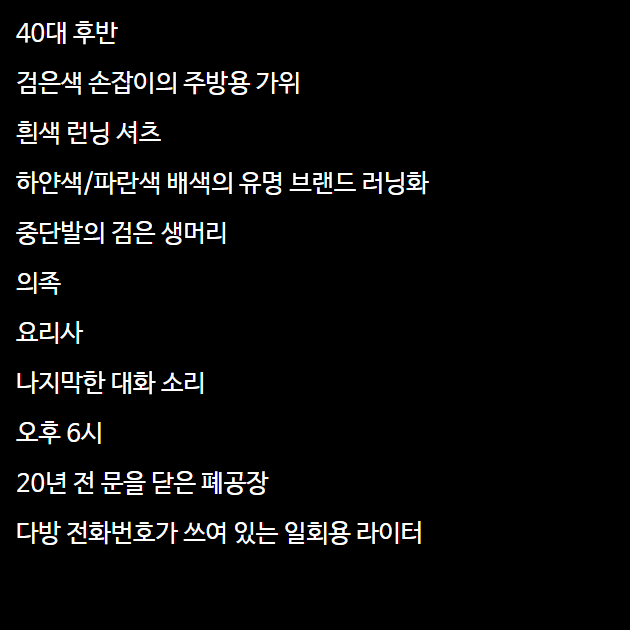 40대 후반
검은색 손잡이의 주방용 가위
흰색 런닝 셔츠
하얀색/파란색 배색의 유명 브랜드 러닝화
중단발의 검은 생머리
의족
요리사
나지막한 대화 소리
오후 6시
20년 전 문을 닫은 폐공장
다방 전화번호가 쓰여 있는 일회용 라이터